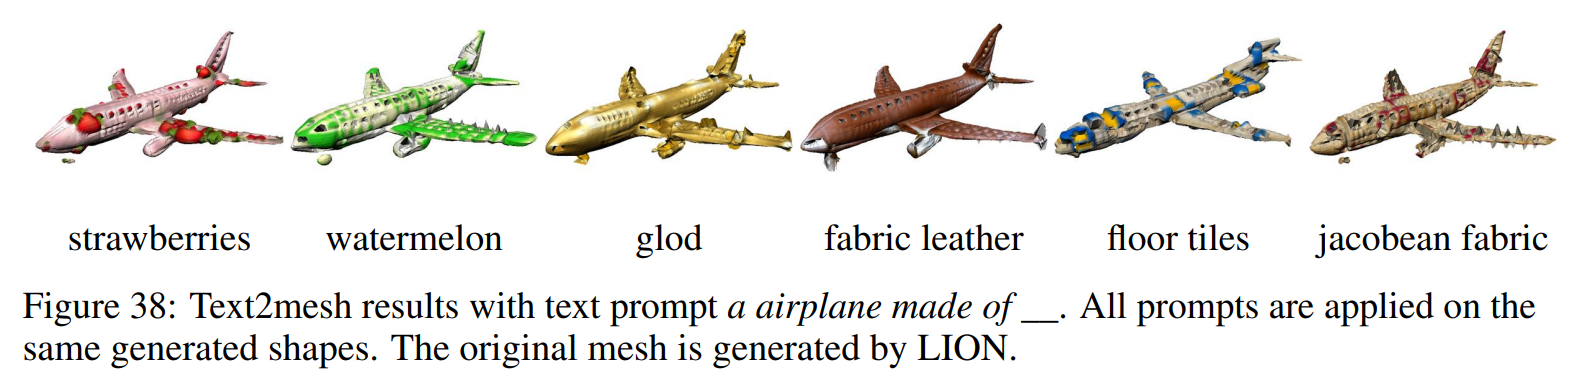 strawberries watermelon glod fabric leather floor tiles jacobean fabric
Figure 38: Text2mesh results with text prompt a airplane made of __. All prompts are applied on the
same generated shapes. The original mesh is generated by LION.